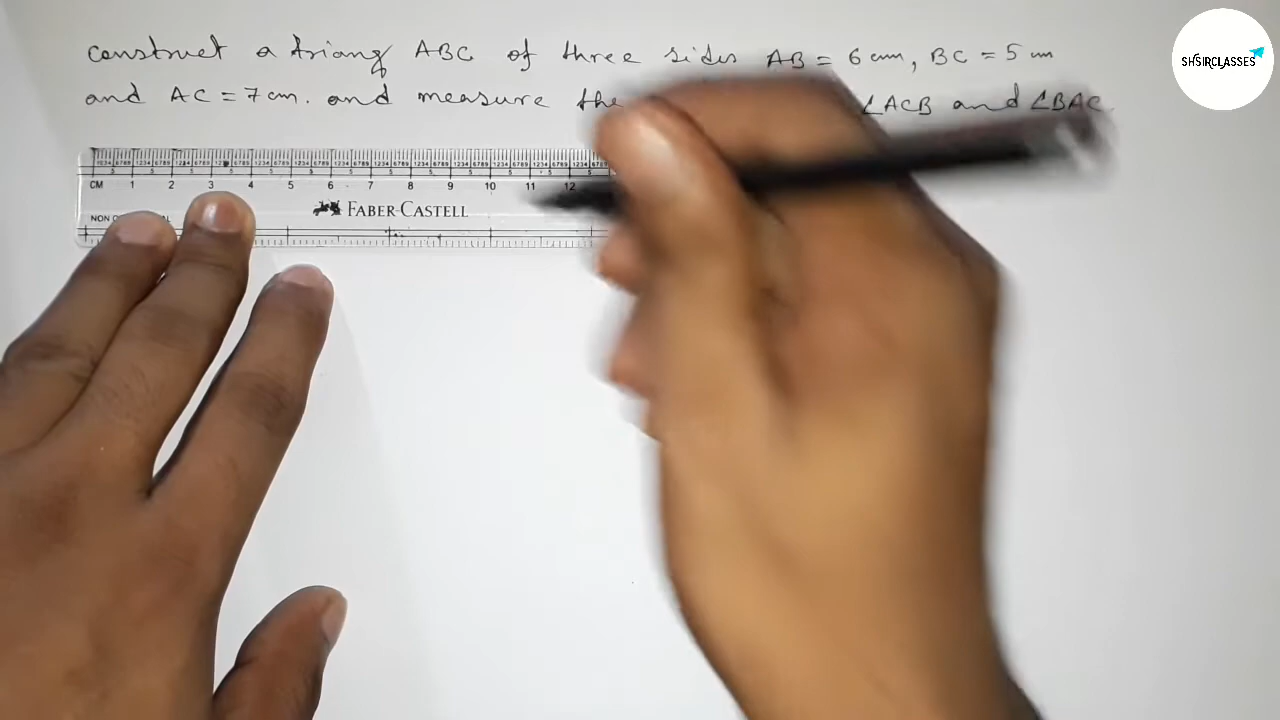 construct a triang ABC of three sides AB = 6 cm, BC = 5 cm
and AC = 7 cm. and measure the ∠ACB and ∠BAC
SHSIRCLASSES
CM 1 2 3 4 5 6 7 8 9 10 11 12
FABER-CASTELL
NON